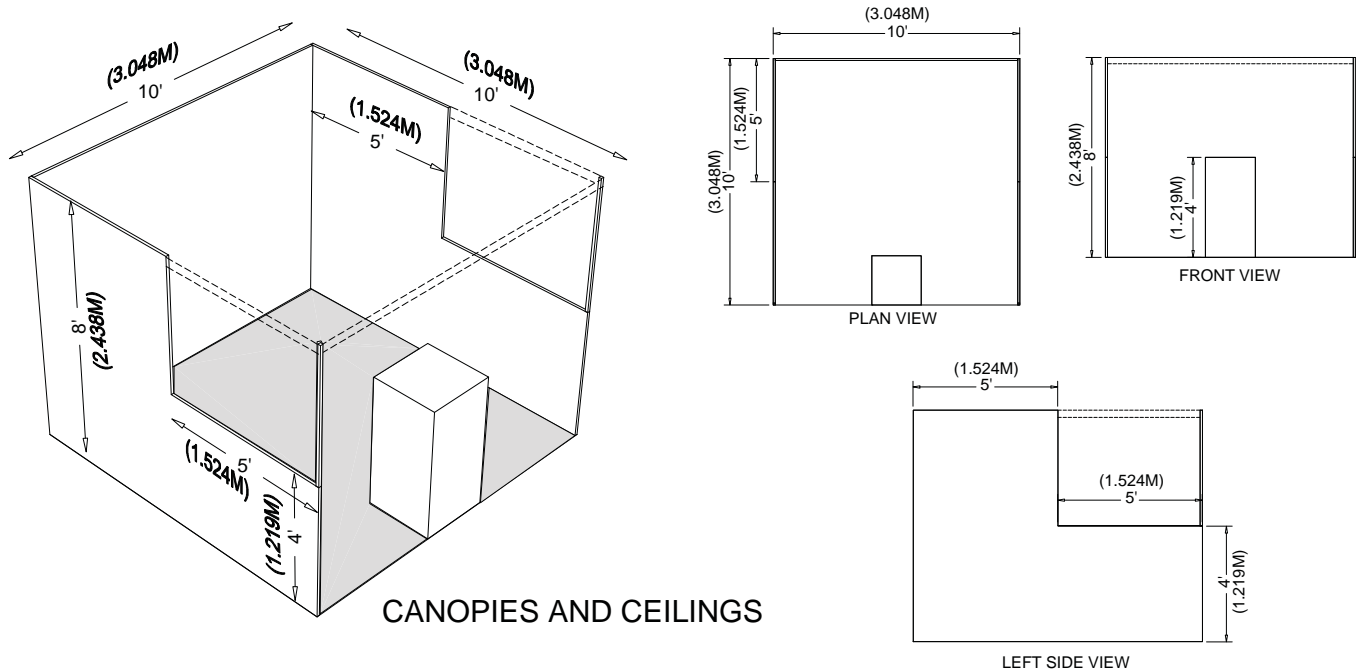 (3.048M)
10'
(3.048M)
10'
(1.524M)
5'
8'
(2.438M)
5'
(1.524M)
4'
(1.219M)
CANOPIES AND CEILINGS
(3.048M)
10'
(1.524M)
5'
(3.048M)
10'
PLAN VIEW
(2.438M)
8'
(1.219M)
4'
FRONT VIEW
(1.524M)
5'
(1.524M)
5'
4'
(1.219M)
LEFT SIDE VIEW